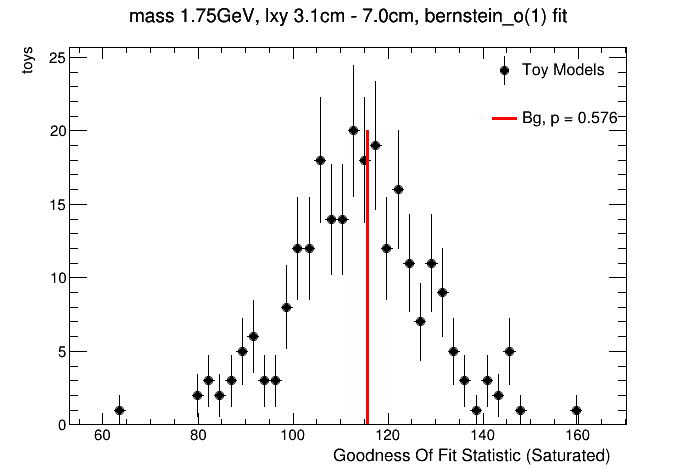 mass 1.75GeV, lxy 3.1cm - 7.0cm, bernstein_o(1) fit
toys
25
20
15
10
5
0
Toy Models
Bg, p = 0.576
60 80 100 120 140 160
Goodness Of Fit Statistic (Saturated)